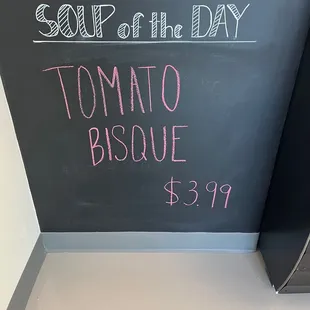 SOUP of the DAY
TOMATO
BISQUE
$3.99